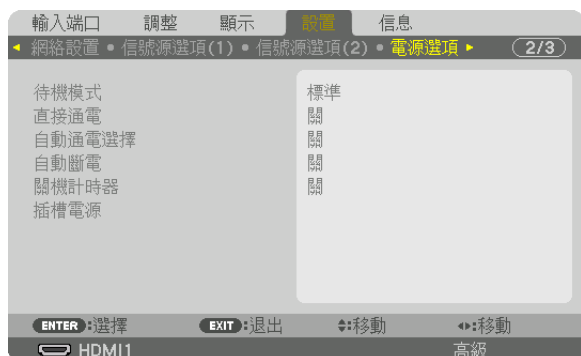 輸入端口 調整 顯示 設置 信息
◀ 網絡設置 • 信號源選項(1) • 信號源選項(2) • 電源選項 ▶ 2/3
待機模式 標準
直接通電 關
自動通電選擇 關
自動斷電 關
關機計時器 關
插槽電源
ENTER:選擇 EXIT:退出 :移動 :移動
HDMI1 高級